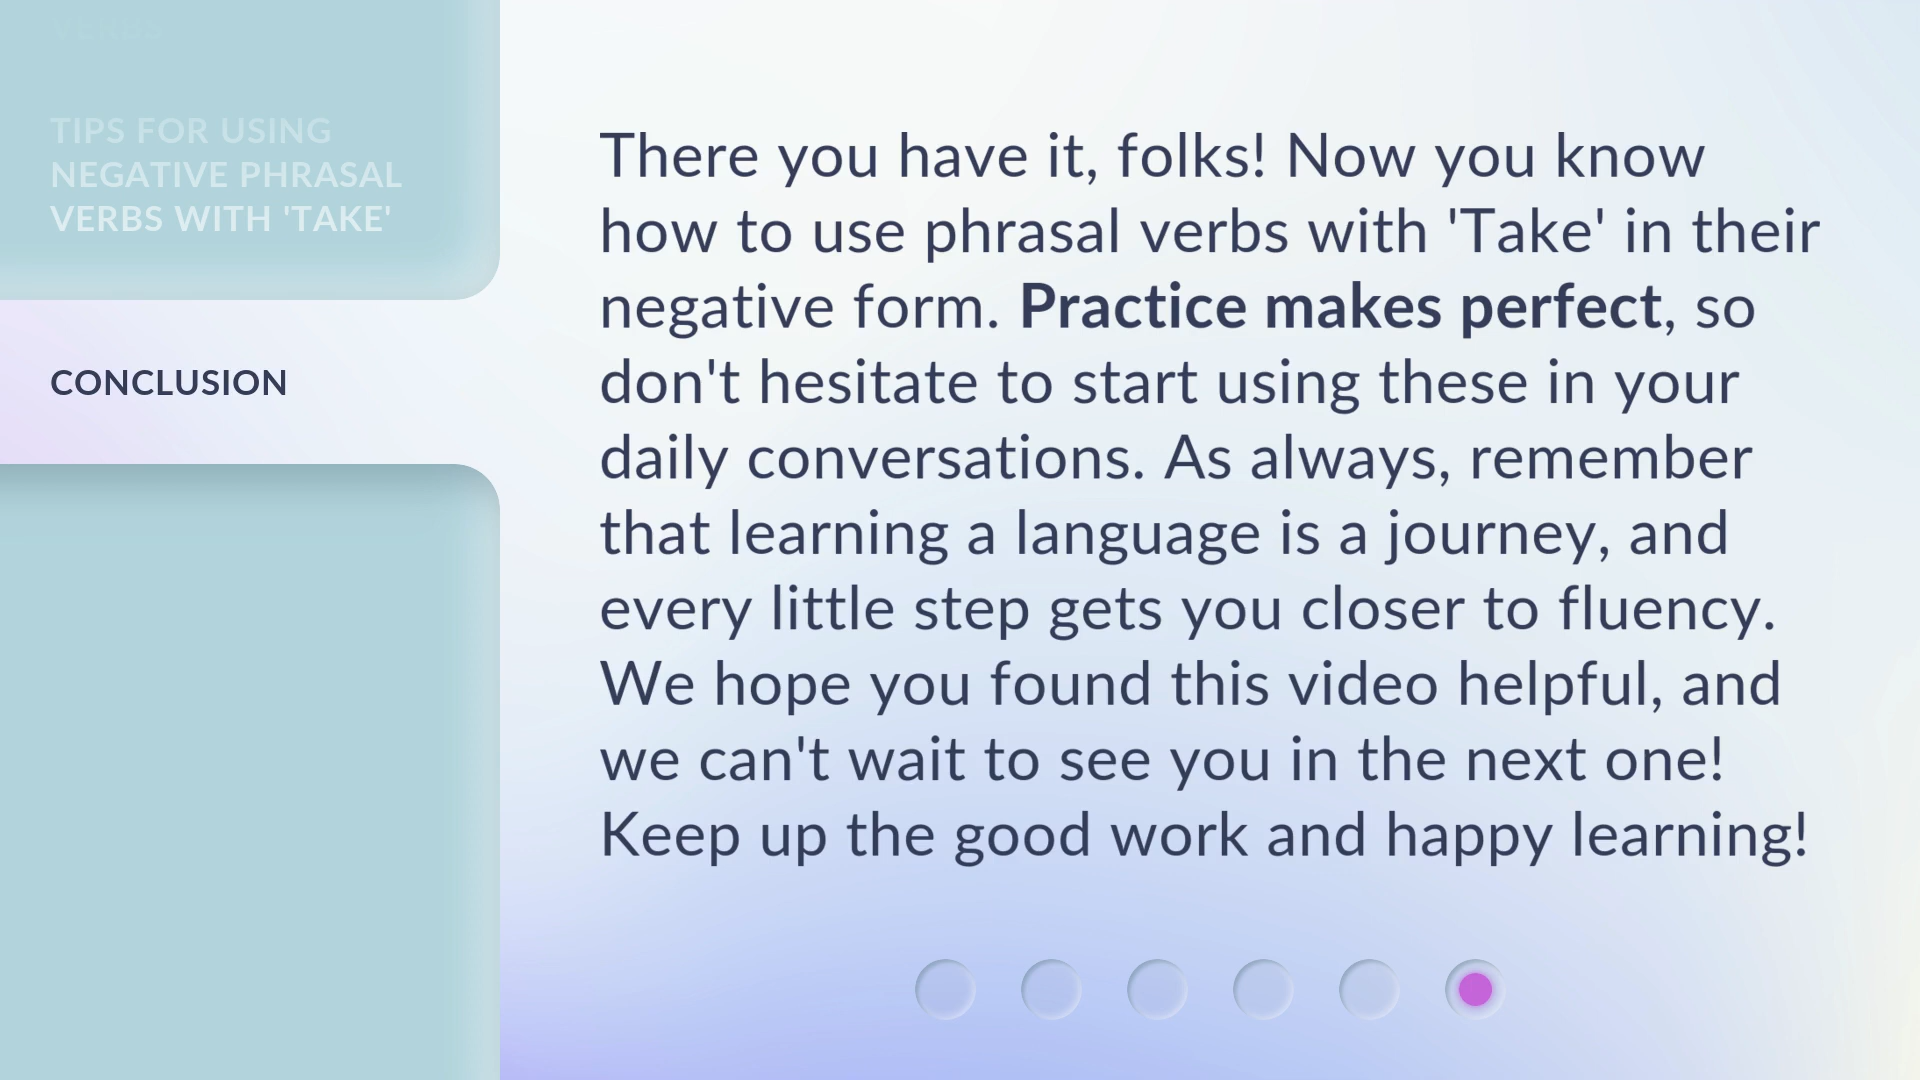 VERBS
TIPS FOR USING
NEGATIVE PHRASAL
VERBS WITH 'TAKE'
CONCLUSION
There you have it, folks! Now you know
how to use phrasal verbs with 'Take' in their
negative form. Practice makes perfect, so
don't hesitate to start using these in your
daily conversations. As always, remember
that learning a language is a journey, and
every little step gets you closer to fluency.
We hope you found this video helpful, and
we can't wait to see you in the next one!
Keep up the good work and happy learning!